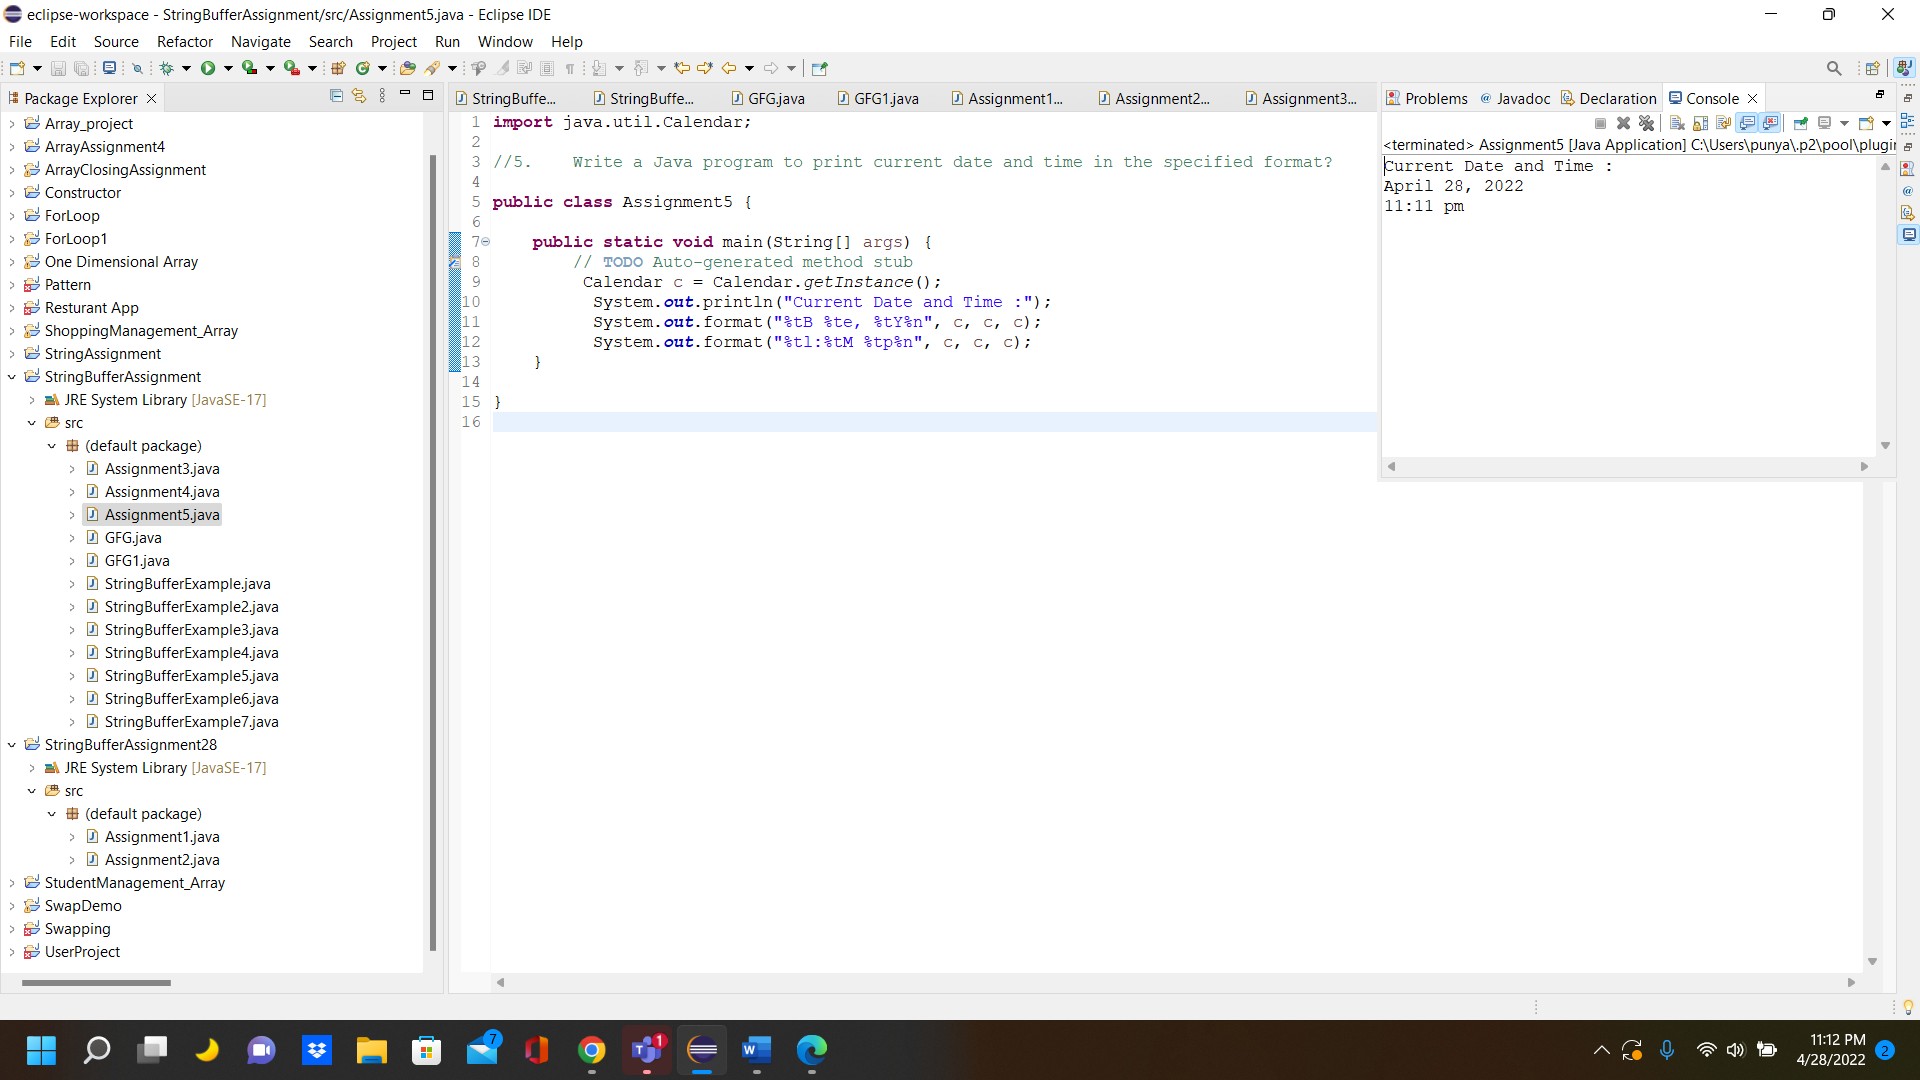 eclipse-workspace - StringBufferAssignment/src/Assignment5.java - Eclipse IDE
File Edit Source Refactor Navigate Search Project Run Window Help
Package Explorer
Array_project
ArrayAssignment4
ArrayClosingAssignment
Constructor
ForLoop
ForLoop1
One Dimensional Array
Pattern
Resturant App
ShoppingManagement_Array
StringAssignment
StringBufferAssignment
JRE System Library [JavaSE-17]
src
(default package)
Assignment3.java
Assignment4.java
Assignment5.java
GFG.java
GFG1.java
StringBufferExample.java
StringBufferExample2.java
StringBufferExample3.java
StringBufferExample4.java
StringBufferExample5.java
StringBufferExample6.java
StringBufferExample7.java
StringBufferAssignment28
JRE System Library [JavaSE-17]
src
(default package)
Assignment1.java
Assignment2.java
StudentManagement_Array
SwapDemo
Swapping
UserProject
StringBuffe... StringBuffe... GFG.java GFG1.java Assignment1... Assignment2... Assignment3...
1 import java.util.Calendar;
2
3 //5. Write a Java program to print current date and time in the specified format?
4
5 public class Assignment5 {
6
7 public static void main(String[] args) {
8 // TODO Auto-generated method stub
9 Calendar c = Calendar.getInstance();
10 System.out.println("Current Date and Time :");
11 System.out.format("%tB %te, %tY%n", c, c, c);
12 System.out.format("%tl:%tM %tp%n", c, c, c);
13 }
14
15 }
16
Problems @ Javadoc Declaration Console
<terminated> Assignment5 [Java Application] C:\Users\punya\.p2\pool\plugin
Current Date and Time :
April 28, 2022
11:11 pm
7
1
11:12 PM
4/28/2022
2